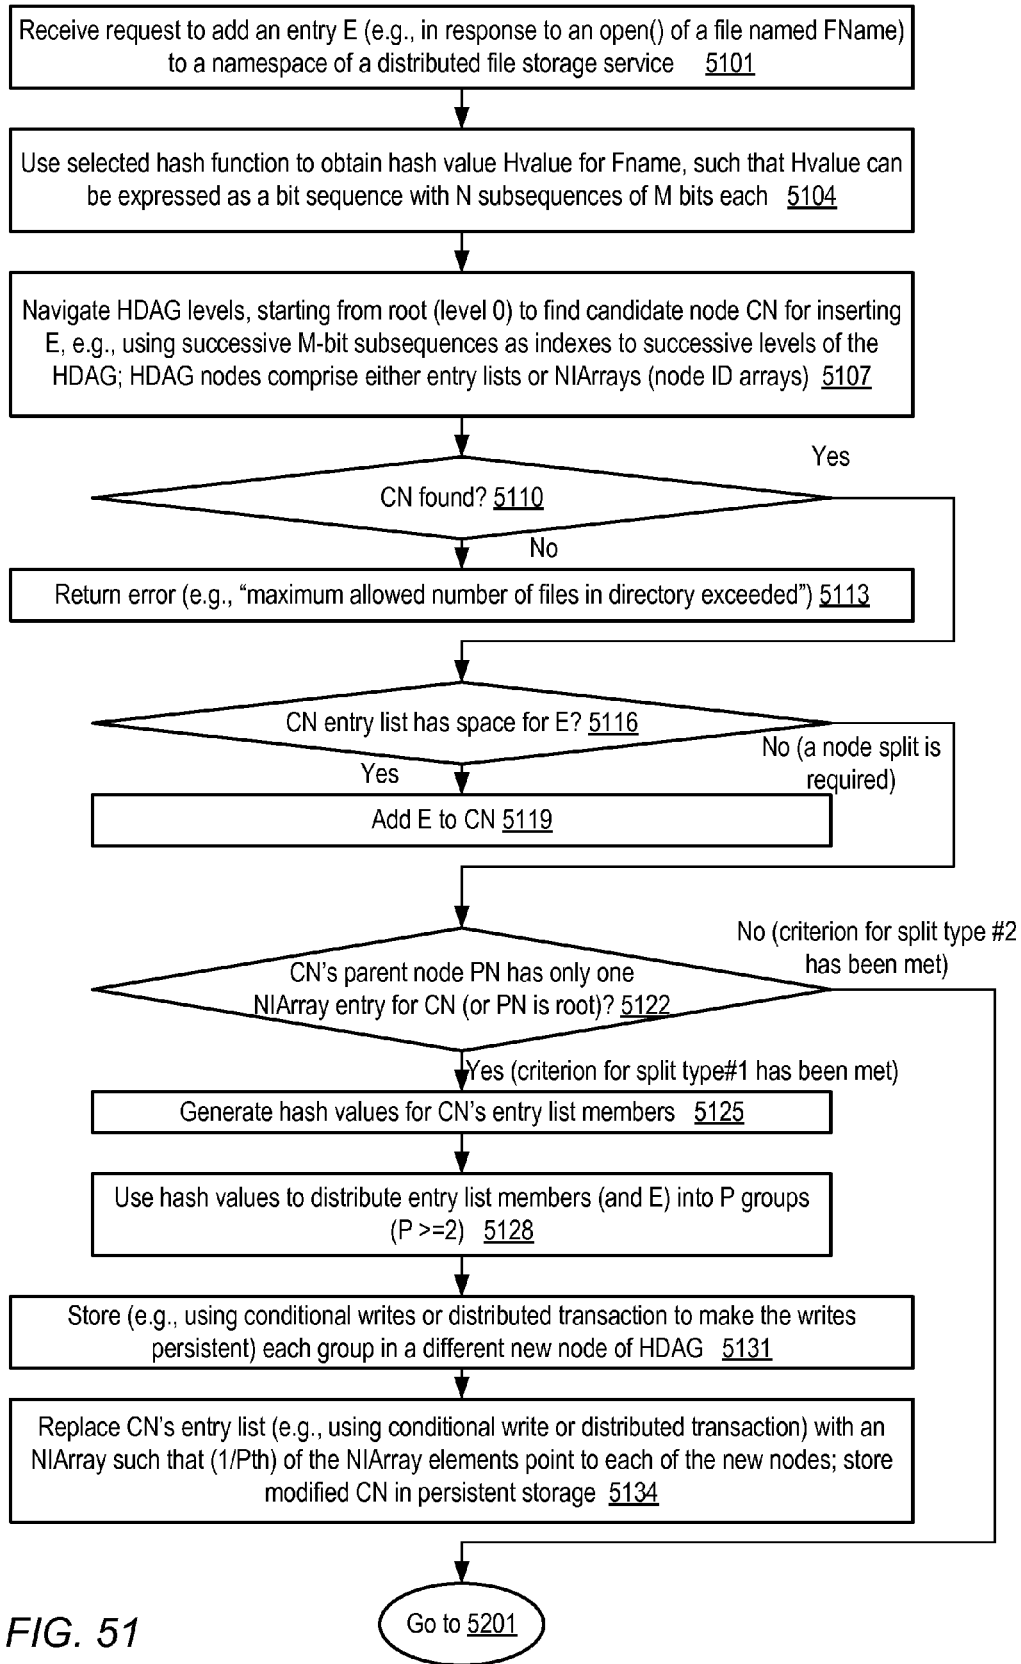 Receive request to add an entry E (e.g., in response to an open() of a file named FName)
to a namespace of a distributed file storage service 5101
Use selected hash function to obtain hash value Hvalue for Fname, such that Hvalue can
be expressed as a bit sequence with N subsequences of M bits each 5104
Navigate HDAG levels, starting from root (level 0) to find candidate node CN for inserting
E, e.g., using successive M-bit subsequences as indexes to successive levels of the
HDAG; HDAG nodes comprise either entry lists or NIArrays (node ID arrays) 5107
Yes
CN found? 5110
No
Return error (e.g., “maximum allowed number of files in directory exceeded”) 5113
CN entry list has space for E? 5116
No (a node split is
required)
Yes
Add E to CN 5119
No (criterion for split type #2
has been met)
CN’s parent node PN has only one
NIArray entry for CN (or PN is root)? 5122
Yes (criterion for split type#1 has been met)
Generate hash values for CN’s entry list members 5125
Use hash values to distribute entry list members (and E) into P groups
(P >=2) 5128
Store (e.g., using conditional writes or distributed transaction to make the writes
persistent) each group in a different new node of HDAG 5131
Replace CN’s entry list (e.g., using conditional write or distributed transaction) with an
NIArray such that (1/Pth) of the NIArray elements point to each of the new nodes; store
modified CN in persistent storage 5134
Go to 5201
FIG. 51